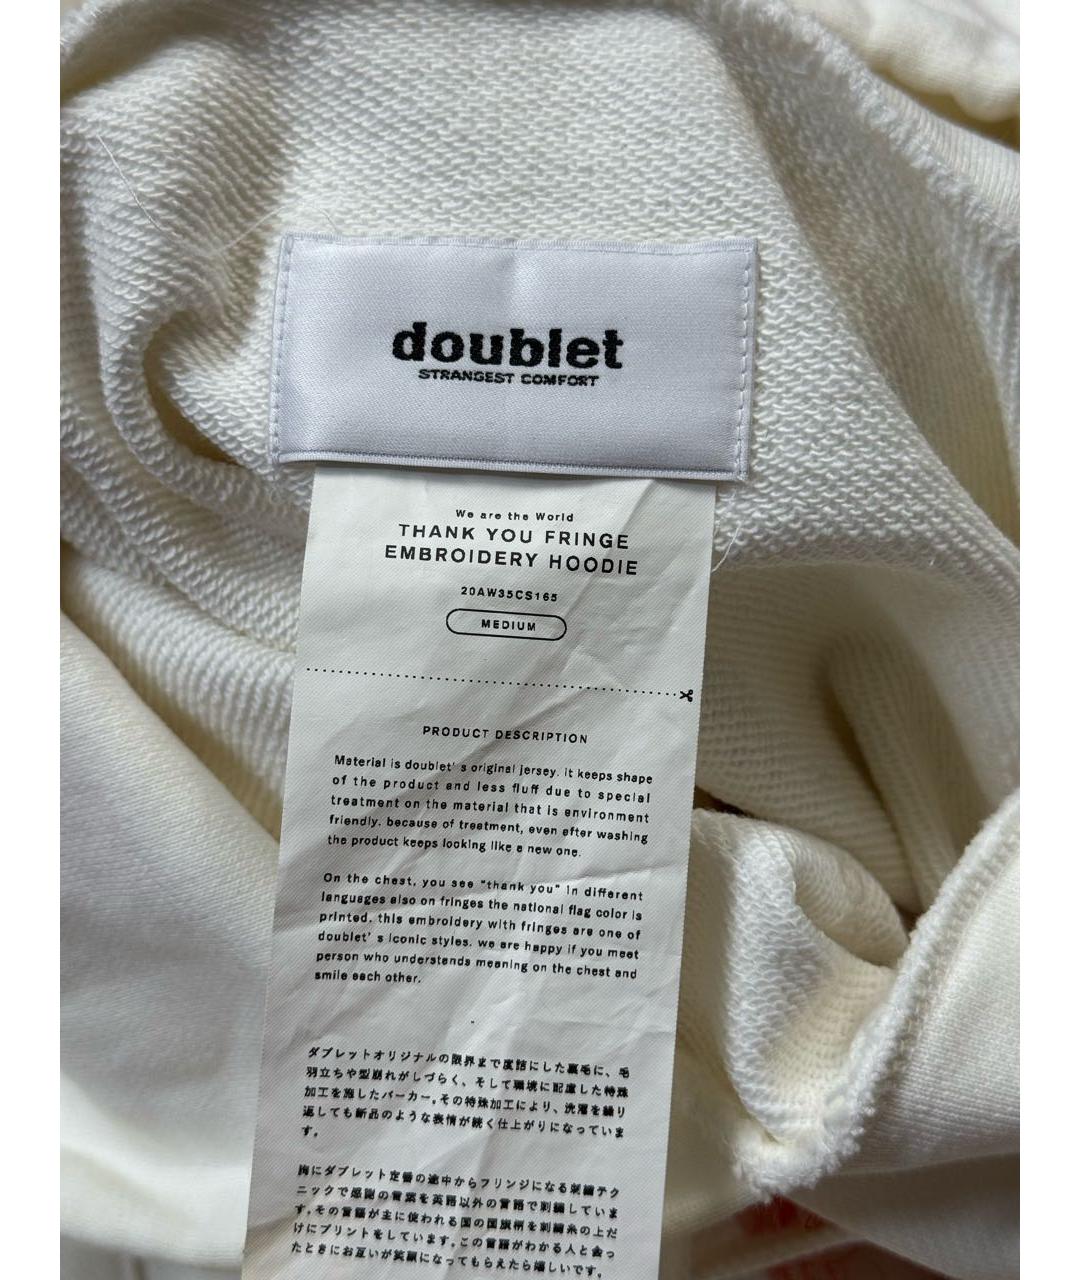 doublet
STRANGEST COMFORT
We are the World
THANK YOU FRINGE
EMBROIDERY HOODIE
20AW35CS165
MEDIUM
PRODUCT DESCRIPTION
Material is doublet' s original jersey. it keeps shape
of the product and less fluff due to special
treatment on the material that is environment
friendly. because of treatment, even after washing
the product keeps looking like a new one.
On the chest, you see "thank you" in different
languages also on fringes the national flag color is
printed. this embroidery with fringes are one of
doublet' s iconic styles. we are happy if you meet
person who understands meaning on the chest and
smile each other.
ダブレットオリジナルの限界まで度詰にした裏毛に、毛
羽立ちや型崩れがしづらく、そして環境に配慮した特殊
加工を施したパーカー。その特殊加工により、洗濯を繰り
返しても新品のような表情が続く仕上がりになっていま
す。
胸にダブレット定番の途中からフリンジになる刺繍テク
ニックで感謝の言葉を英語以外の言語で刺繍していま
す。その言語が主に使われる国の国旗柄を刺繍糸の上だ
けにプリントをしています。この言語がわかる人と会っ
たときにお互いが笑顔になってもらえたら嬉しいです。